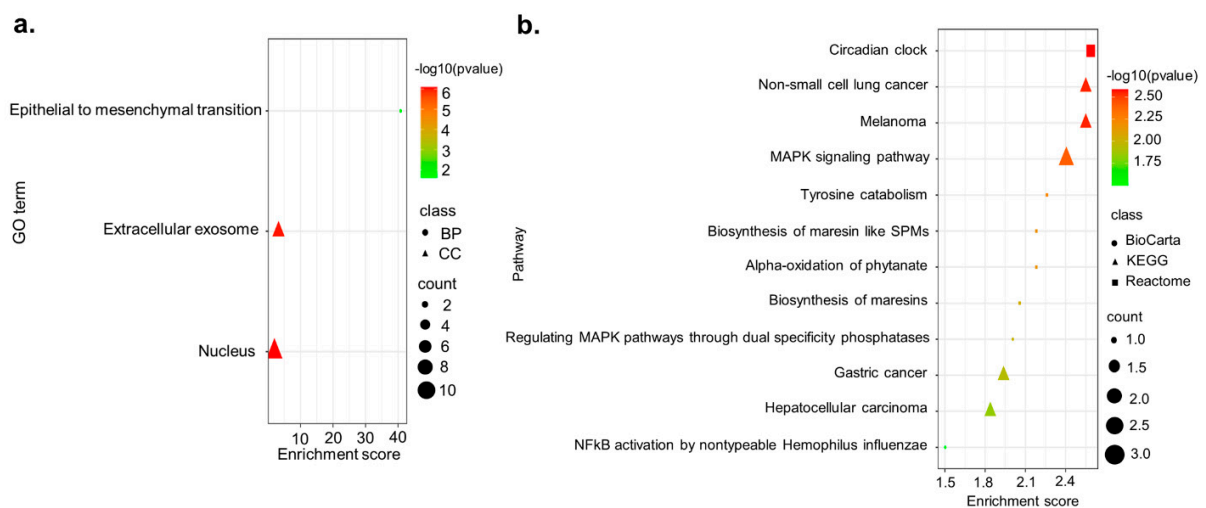 a.
GO term
Epithelial to mesenchymal transition
Extracellular exosome
Nucleus
10 20 30 40
Enrichment score
-log10(pvalue)
6
5
4
3
2
class
BP
CC
count
2
4
6
8
10
b.
Pathway
Circadian clock
Non-small cell lung cancer
Melanoma
MAPK signaling pathway
Tyrosine catabolism
Biosynthesis of maresin like SPMs
Alpha-oxidation of phytanate
Biosynthesis of maresins
Regulating MAPK pathways through dual specificity phosphatases
Gastric cancer
Hepatocellular carcinoma
NFkB activation by nontypeable Hemophilus influenzae
1.5 1.8 2.1 2.4
Enrichment score
-log10(pvalue)
2.50
2.25
2.00
1.75
class
BioCarta
KEGG
Reactome
count
1.0
1.5
2.0
2.5
3.0